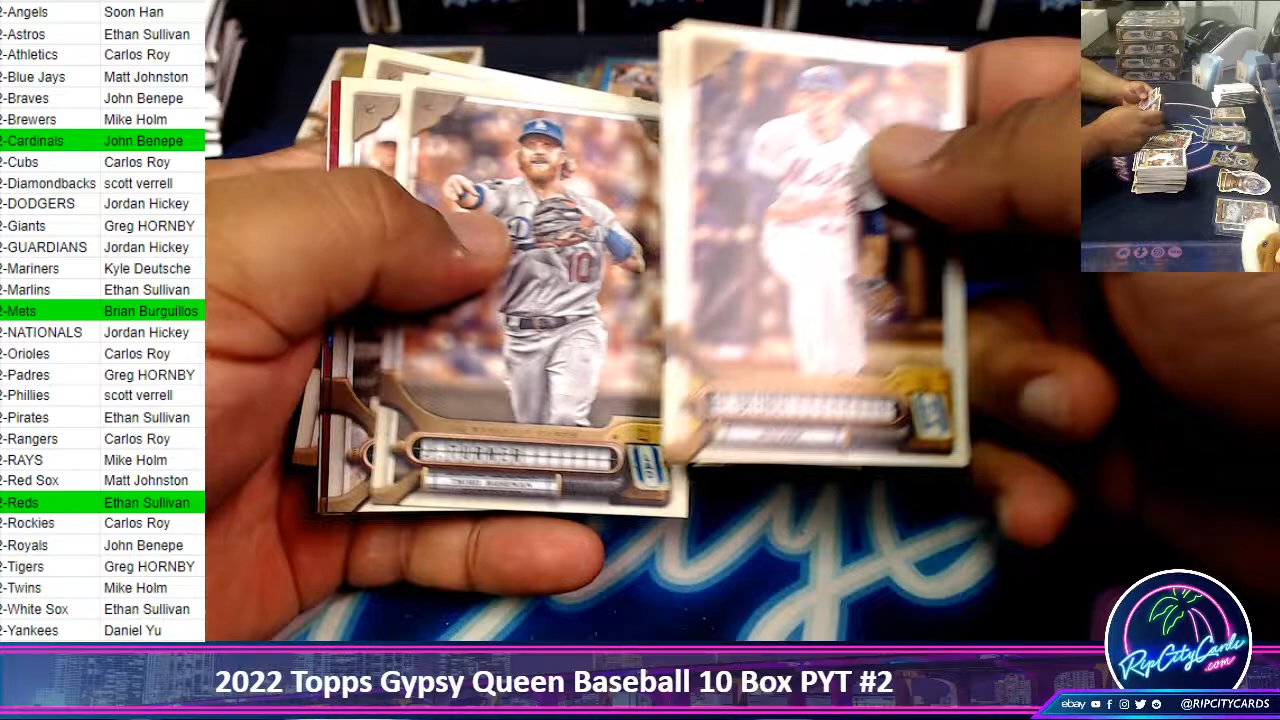 2-Angels Soon Han
2-Astros Ethan Sullivan
2-Athletics Carlos Roy
2-Blue Jays Matt Johnston
2-Braves John Benepe
2-Brewers Mike Holm
2-Cardinals John Benepe
2-Cubs Carlos Roy
2-Diamondbacks scott verrell
2-DODGERS Jordan Hickey
2-Giants Greg HORNBY
2-GUARDIANS Jordan Hickey
2-Mariners Kyle Deutsche
2-Marlins Ethan Sullivan
2-Mets Brian Burguillos
2-NATIONALS Jordan Hickey
2-Orioles Carlos Roy
2-Padres Greg HORNBY
2-Phillies scott verrell
2-Pirates Ethan Sullivan
2-Rangers Carlos Roy
2-RAYS Mike Holm
2-Red Sox Matt Johnston
2-Reds Ethan Sullivan
2-Rockies Carlos Roy
2-Royals John Benepe
2-Tigers Greg HORNBY
2-Twins Mike Holm
2-White Sox Ethan Sullivan
2-Yankees Daniel Yu
10
TURNER
THIRD BASEMAN
LAD
RipCityCards
.com
2022 Topps Gypsy Queen Baseball 10 Box PYT #2
ebay @RIPCITYCARDS